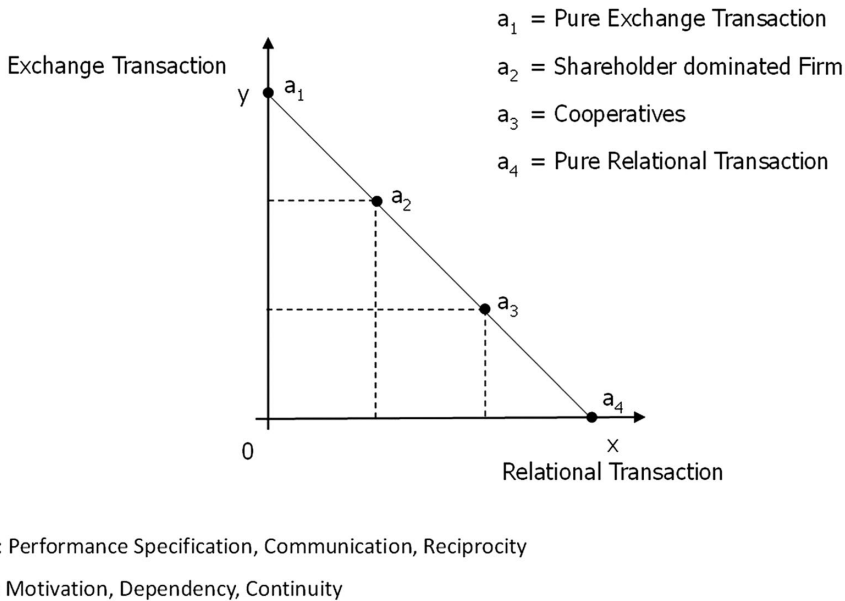 a1 = Pure Exchange Transaction
Exchange Transaction
a2 = Shareholder dominated Firm
y
a1
a3 = Cooperatives
a4 = Pure Relational Transaction
a2
a3
a4
0
x
Relational Transaction
: Performance Specification, Communication, Reciprocity
Motivation, Dependency, Continuity